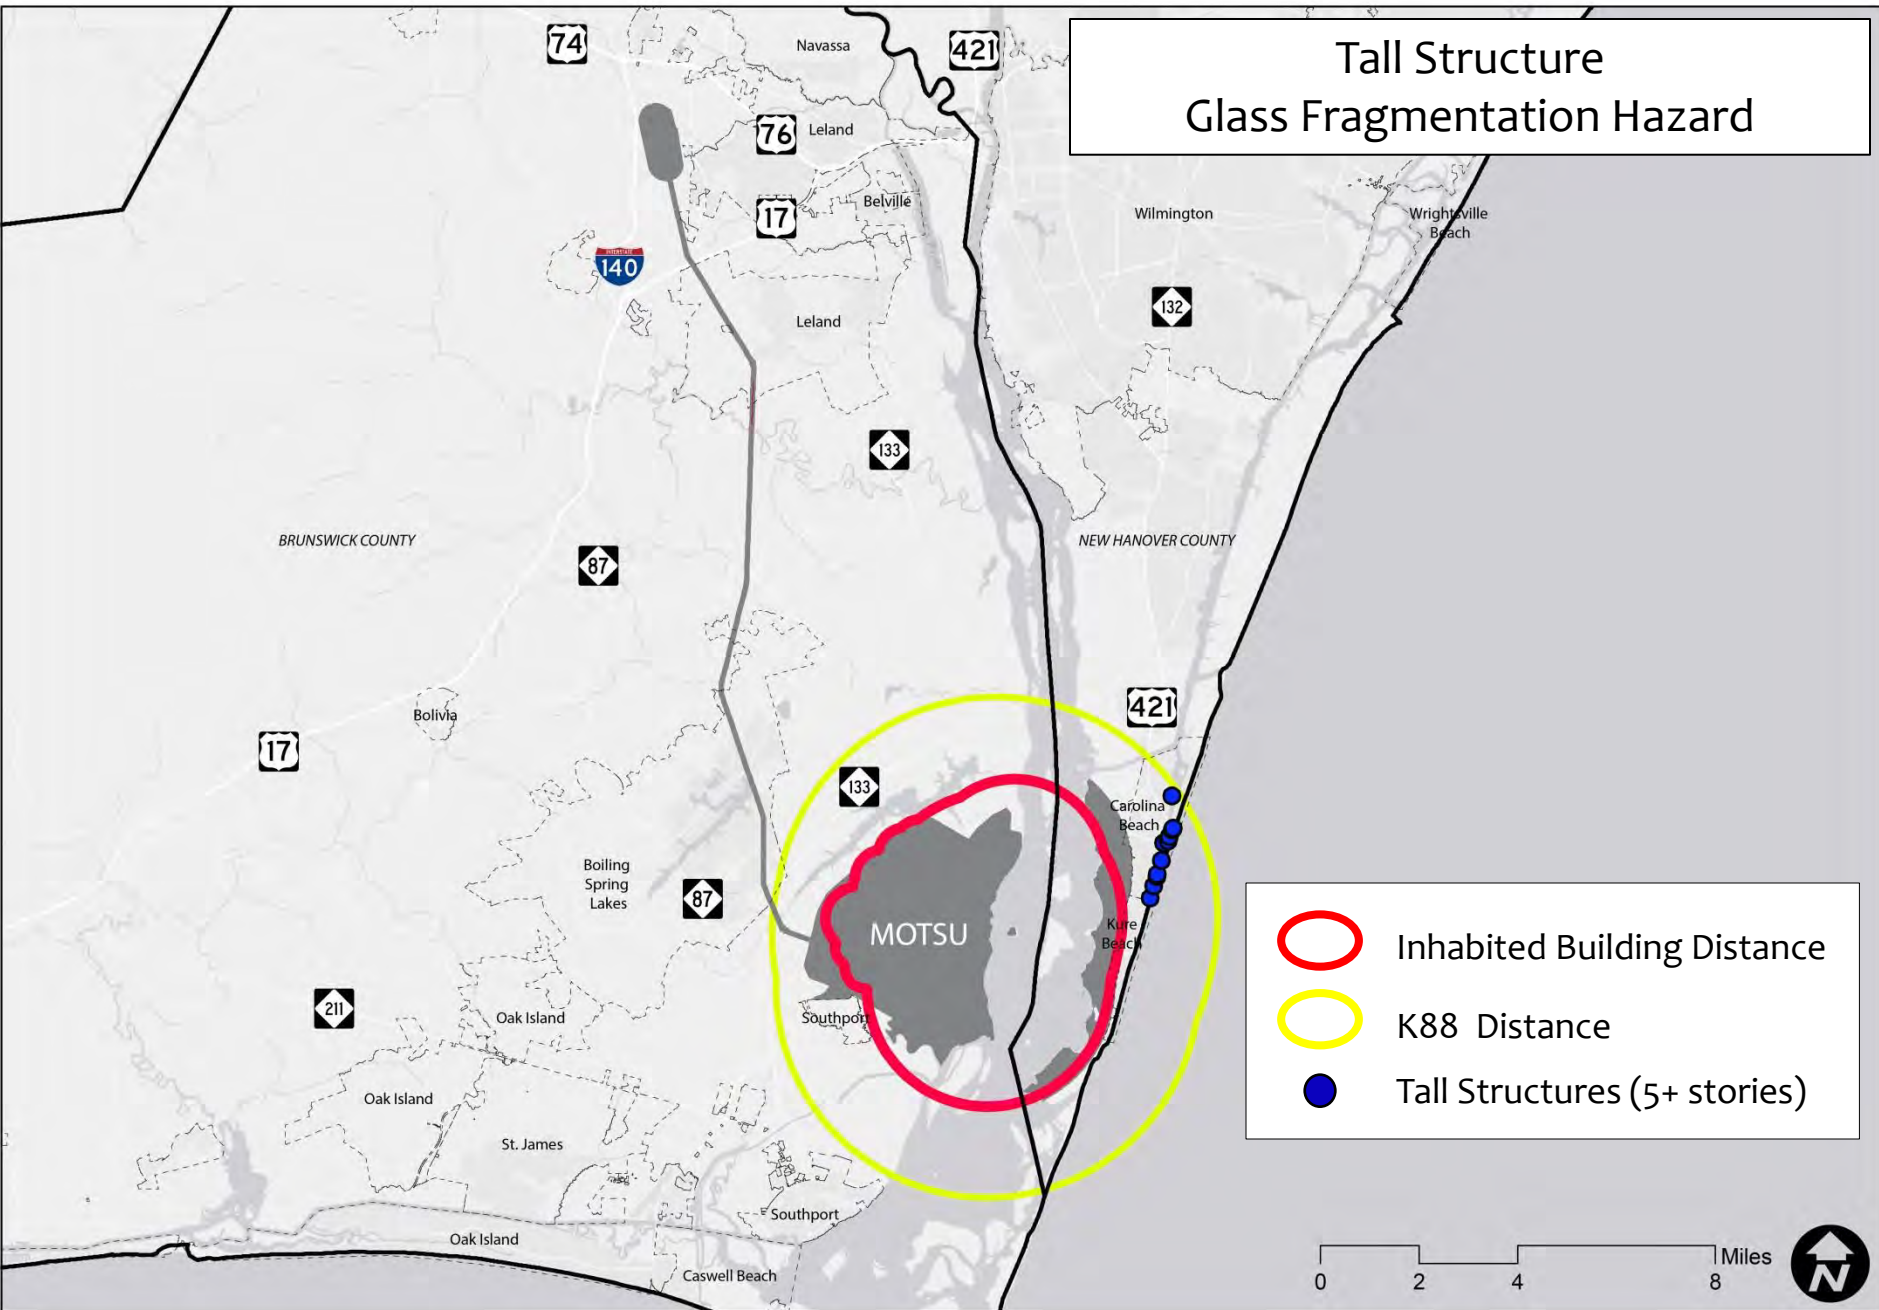 Tall Structure
Glass Fragmentation Hazard
74
Navassa
421
76
Leland
17
Belville
Wilmington
Wrightsville
Beach
INTERSTATE
140
132
Leland
133
BRUNSWICK COUNTY
NEW HANOVER COUNTY
87
Bolivia
421
17
133
Carolina
Beach
Boiling
Spring
Lakes
87
MOTSU
Kure
Beach
Inhabited Building Distance
K88 Distance
Tall Structures (5+ stories)
211
Oak Island
Southport
Oak Island
St. James
Southport
Oak Island
Caswell Beach
Miles
0 2 4 8
N